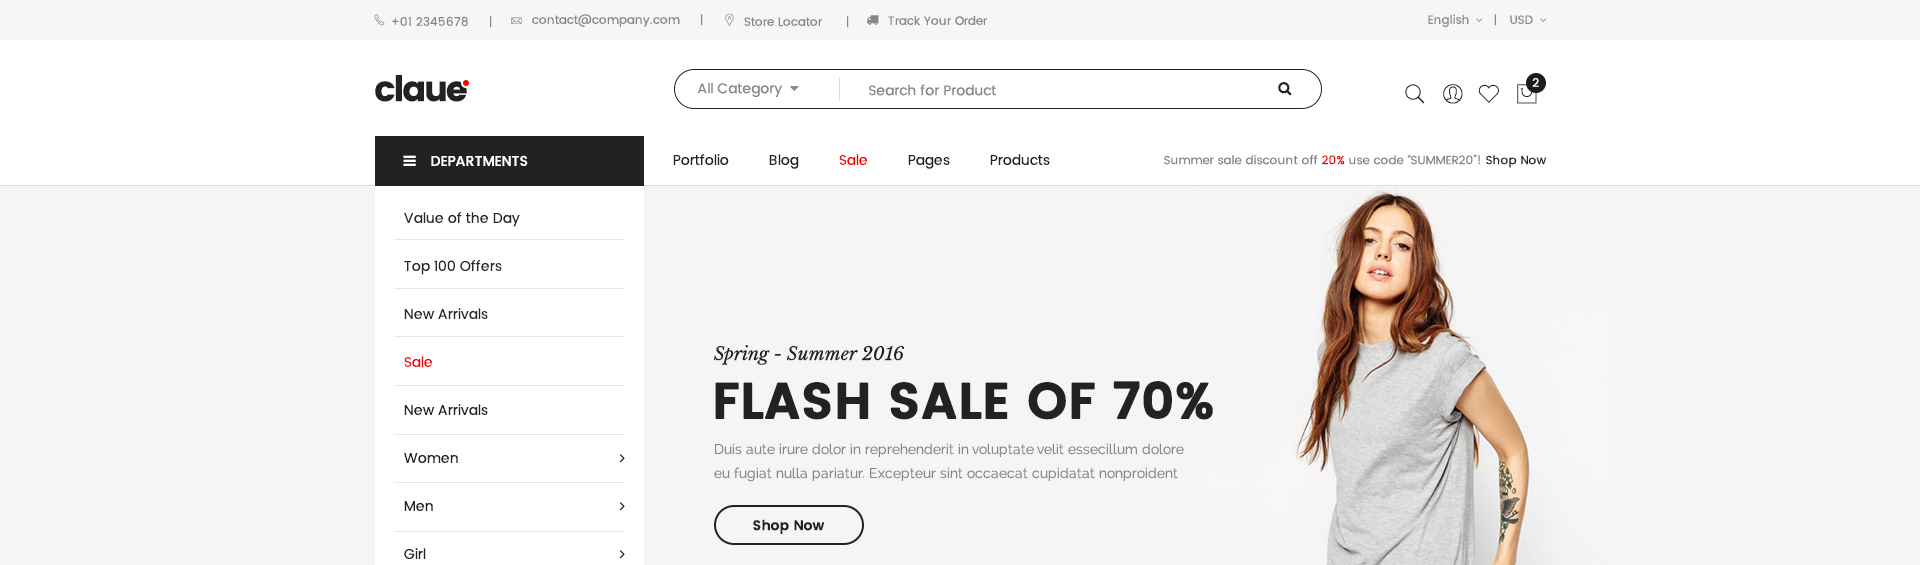 +01 2345678 | contact@company.com | Store Locator | Track Your Order
English | USD
claue
All Category
Search for Product
2
DEPARTMENTS
Portfolio Blog Sale Pages Products
Summer sale discount off 20% use code “SUMMER20”! Shop Now
Value of the Day
Top 100 Offers
New Arrivals
Sale
New Arrivals
Women
Men
Girl
Spring - Summer 2016
FLASH SALE OF 70%
Duis aute irure dolor in reprehenderit in voluptate velit essecillum dolore
eu fugiat nulla pariatur. Excepteur sint occaecat cupidatat nonproident
Shop Now